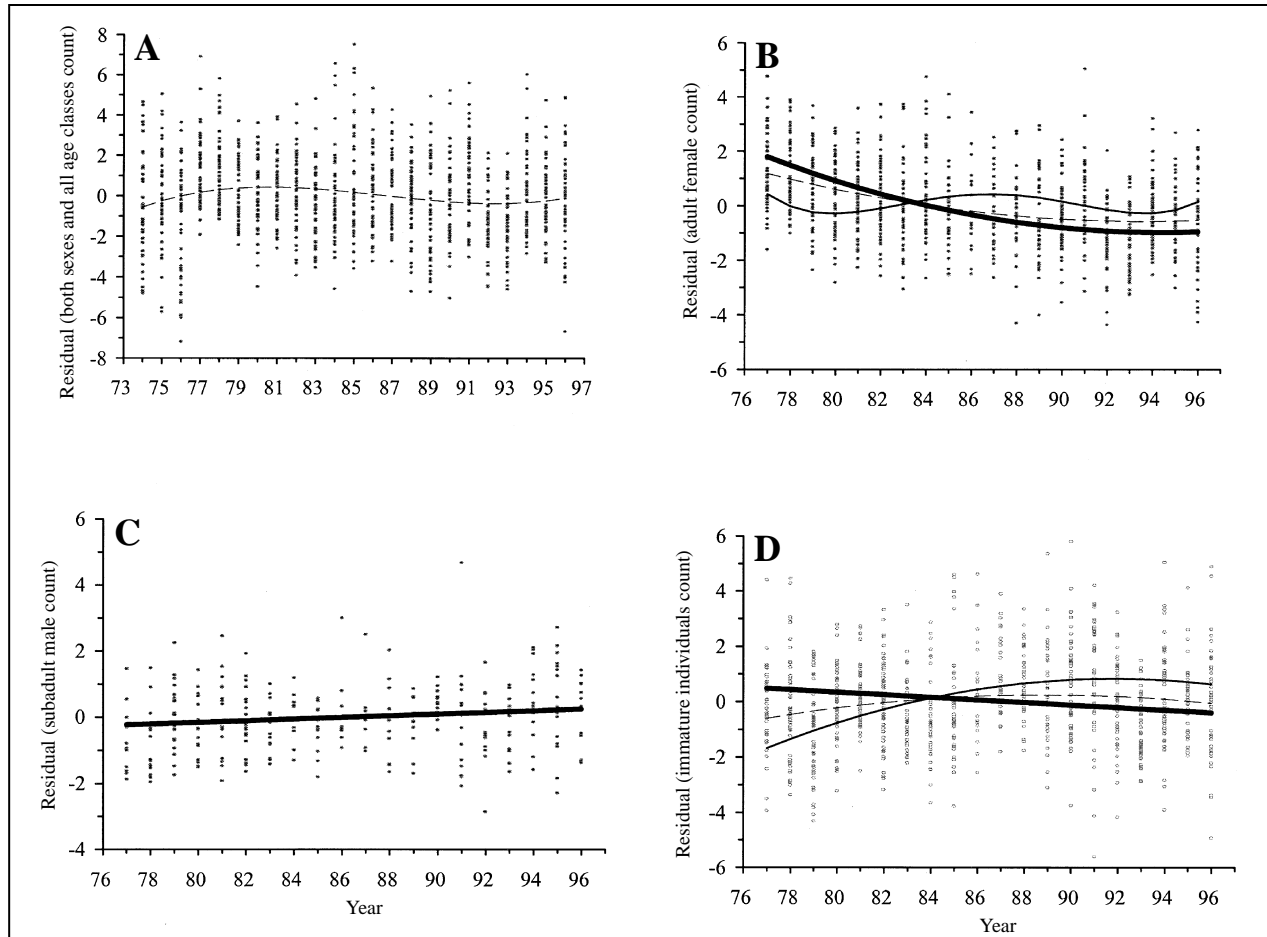 A
Residual (both sexes and all age classes count)
8
6
4
2
0
-2
-4
-6
-8
73 75 77 79 81 83 85 87 89 91 93 95 97
B
Residual (adult female count)
6
4
2
0
-2
-4
-6
76 78 80 82 84 86 88 90 92 94 96
C
Residual (subadult male count)
6
4
2
0
-2
-4
76 78 80 82 84 86 88 90 92 94 96
Year
D
Residual (immature individuals count)
6
4
2
0
-2
-4
-6
76 78 80 82 84 86 88 90 92 94 96
Year